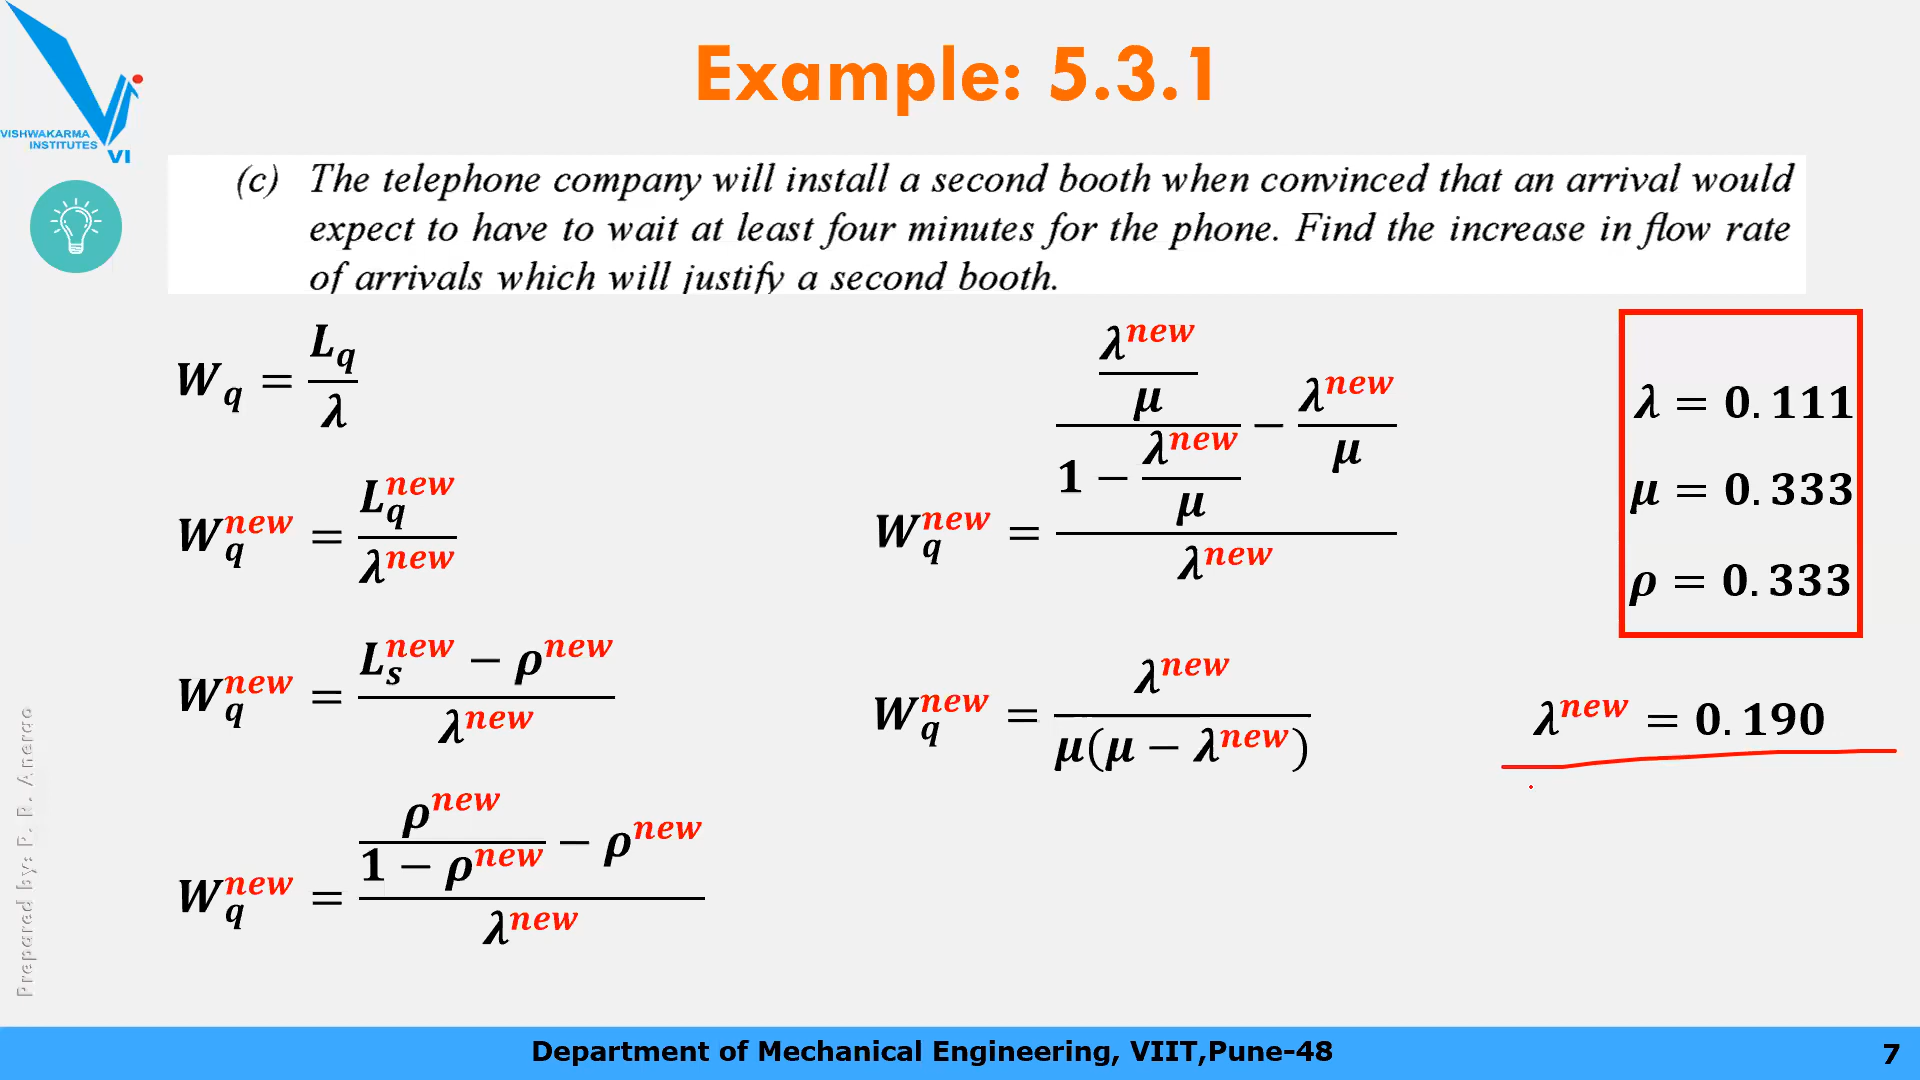 Example: 5.3.1
VISHWAKARMA
INSTITUTES
VI
(c) The telephone company will install a second booth when convinced that an arrival would
expect to have to wait at least four minutes for the phone. Find the increase in flow rate
of arrivals which will justify a second booth.
W_q = L_q / λ
W_q^new = L_q^new / λ^new
W_q^new = (L_s^new − ρ^new) / λ^new
W_q^new = (ρ^new / (1 − ρ^new) − ρ^new) / λ^new
W_q^new = ((λ^new / μ) / (1 − λ^new / μ) − λ^new / μ) / λ^new
W_q^new = λ^new / (μ(μ − λ^new))
λ = 0.111
μ = 0.333
ρ = 0.333
λ^new = 0.190
Prepared by: P. R. Anerao
Department of Mechanical Engineering, VIIT,Pune-48
7